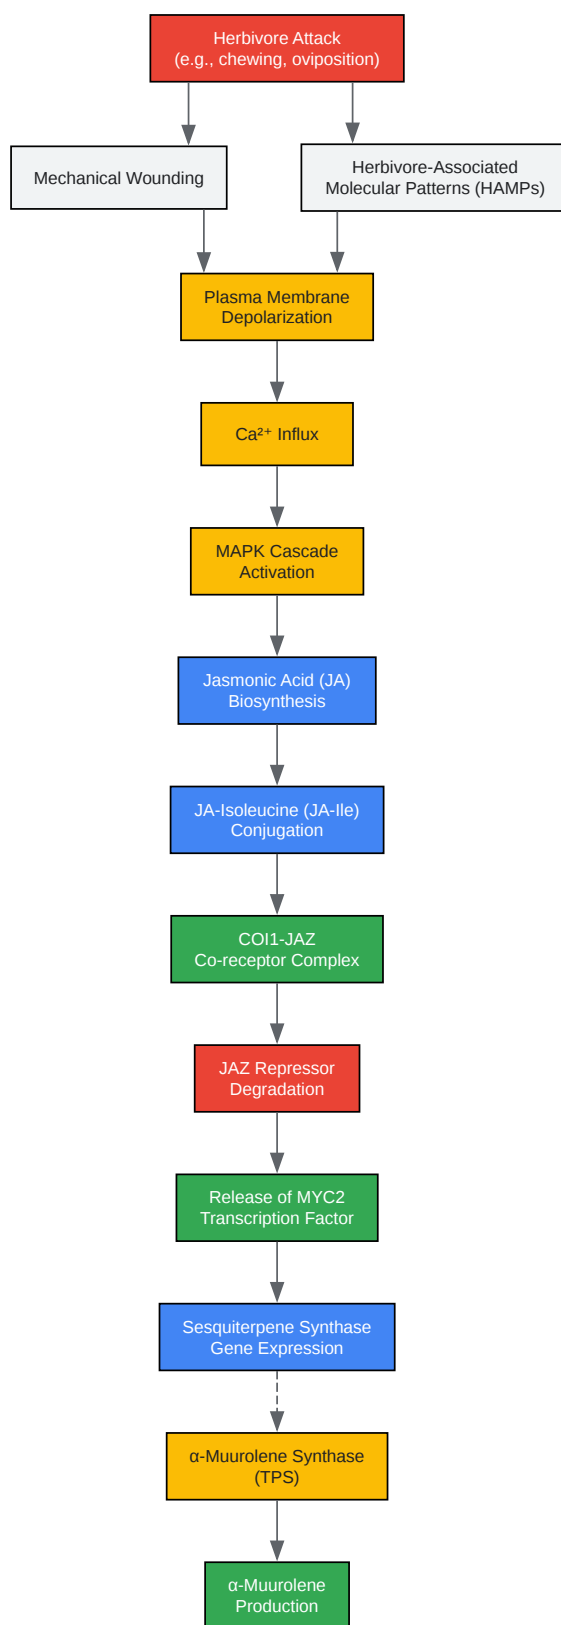 Herbivore Attack
(e.g., chewing, oviposition)
Mechanical Wounding
Herbivore-Associated
Molecular Patterns (HAMPs)
Plasma Membrane
Depolarization
Ca²⁺ Influx
MAPK Cascade
Activation
Jasmonic Acid (JA)
Biosynthesis
JA-Isoleucine (JA-Ile)
Conjugation
COI1-JAZ
Co-receptor Complex
JAZ Repressor
Degradation
Release of MYC2
Transcription Factor
Sesquiterpene Synthase
Gene Expression
α-Muurolene Synthase
(TPS)
α-Muurolene
Production